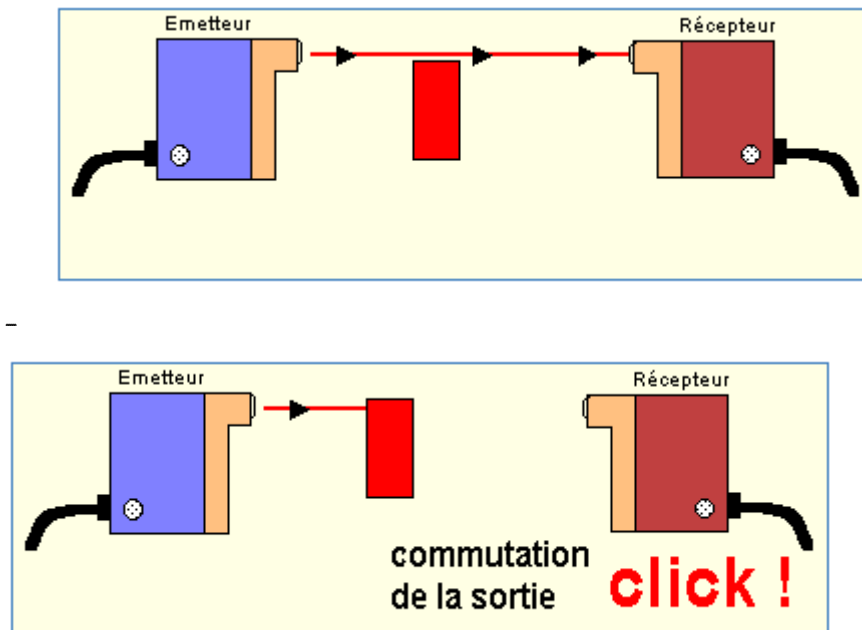 Emetteur
Récepteur
Emetteur
Récepteur
commutation
de la sortie
click !